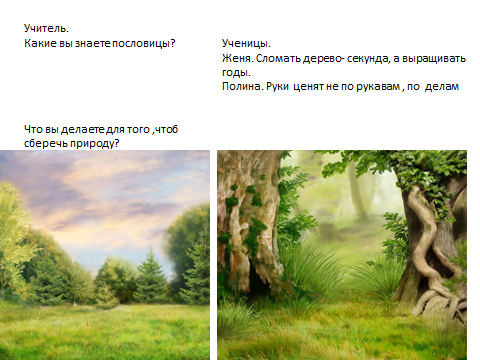 Учитель.
Какие вы знаете пословицы?
Ученицы.
Женя. Сломать дерево- секунда, а выращивать
годы.
Полина. Руки ценят не по рукавам , по делам
Что вы делаете для того ,чтоб
сберечь природу?